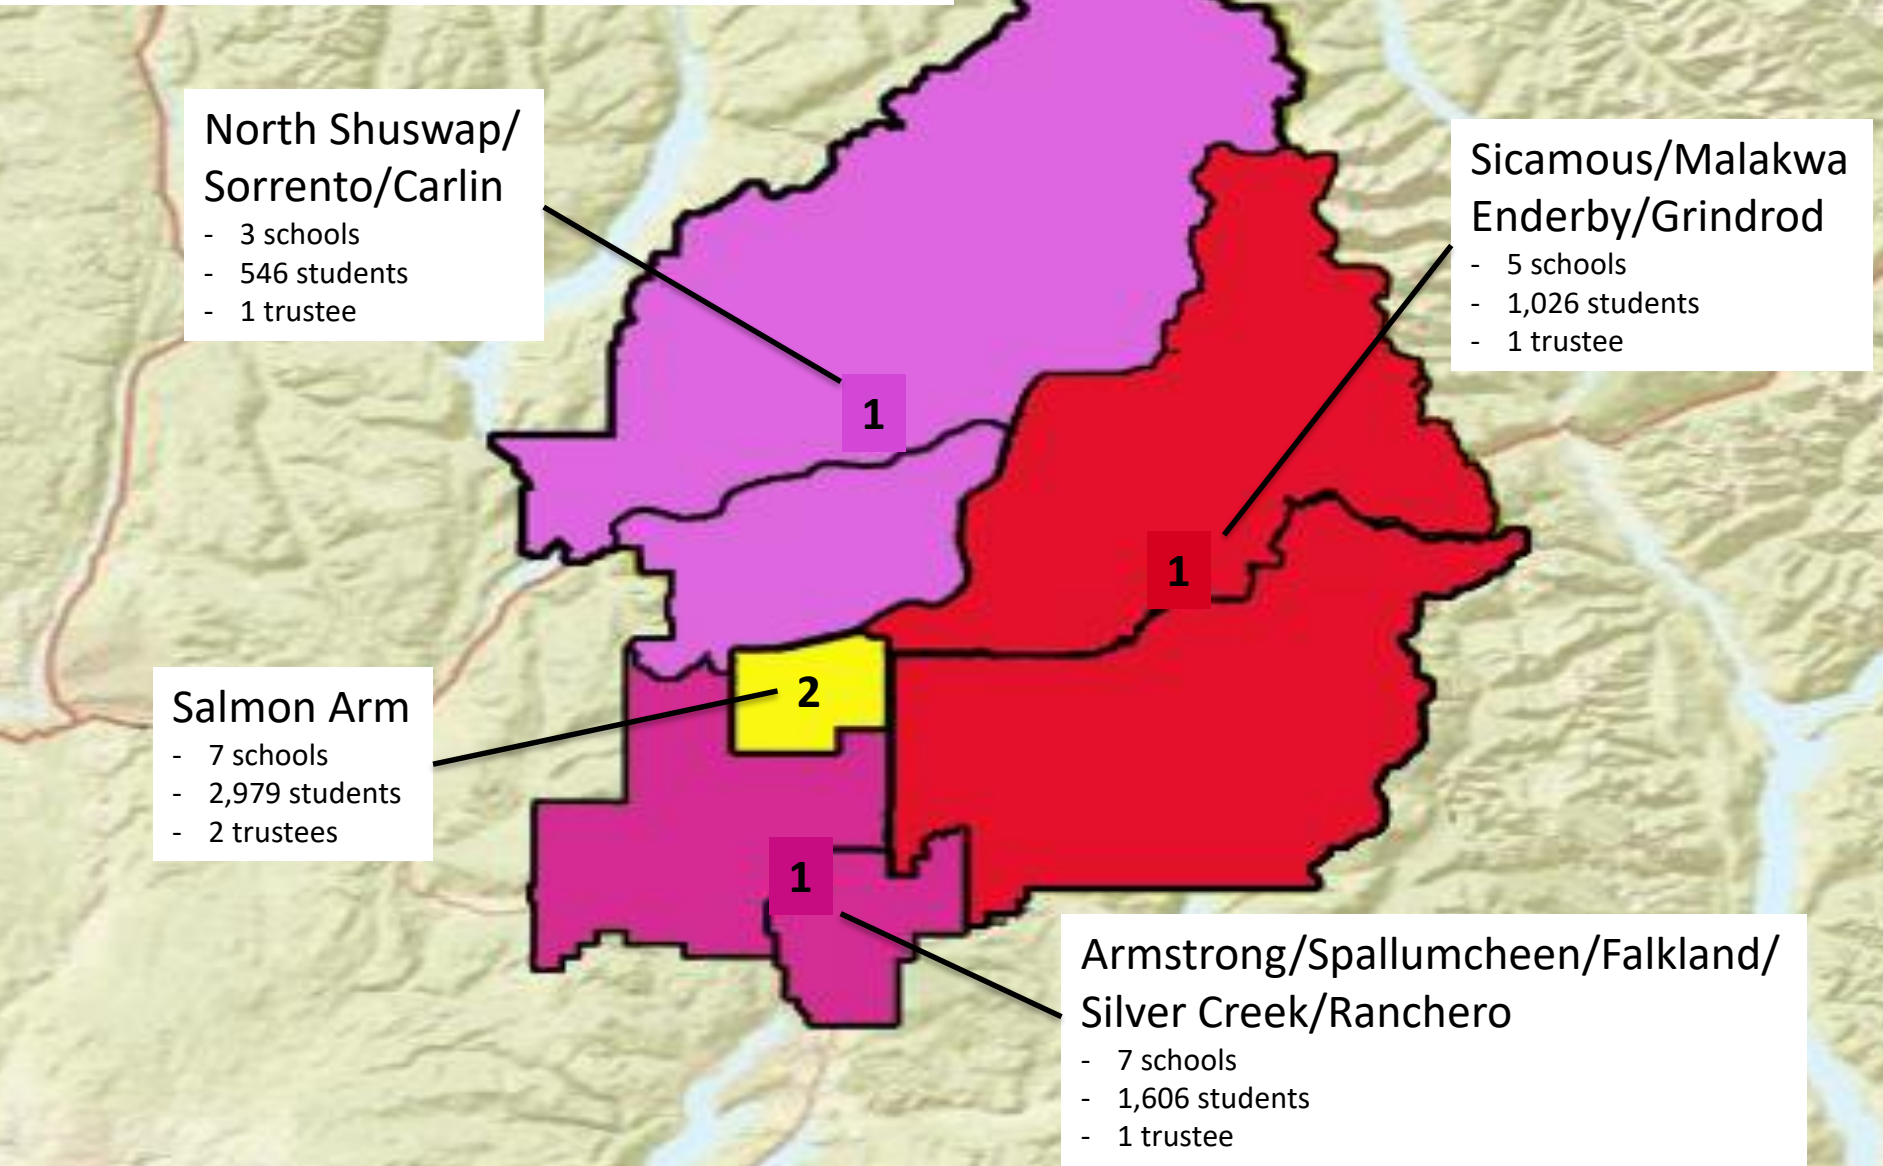 North Shuswap/
Sorrento/Carlin
- 3 schools
- 546 students
- 1 trustee
Sicamous/Malakwa
Enderby/Grindrod
- 5 schools
- 1,026 students
- 1 trustee
1
1
Salmon Arm
- 7 schools
- 2,979 students
- 2 trustees
2
1
Armstrong/Spallumcheen/Falkland/
Silver Creek/Ranchero
- 7 schools
- 1,606 students
- 1 trustee